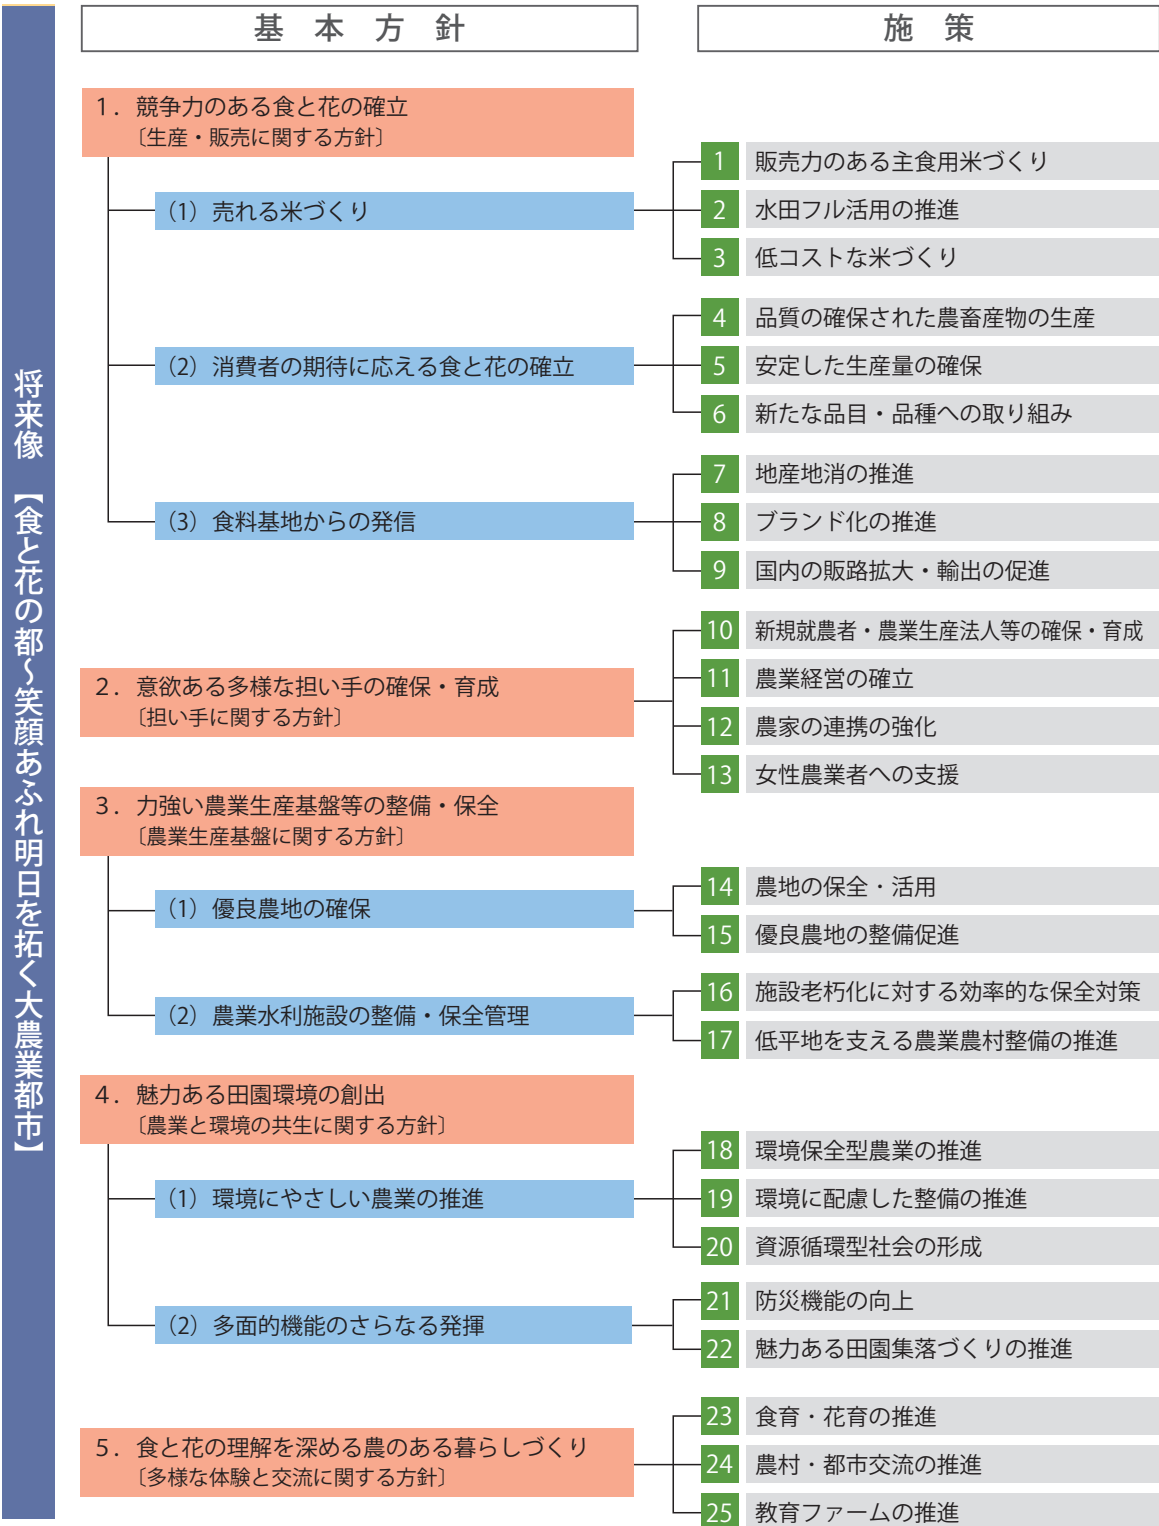 将来像 【食と花の都～笑顔あふれ明日を拓く大農業都市】
基本方針
施策
1．競争力のある食と花の確立
〔生産・販売に関する方針〕
（1）売れる米づくり
1 販売力のある主食用米づくり
2 水田フル活用の推進
3 低コストな米づくり
（2）消費者の期待に応える食と花の確立
4 品質の確保された農畜産物の生産
5 安定した生産量の確保
6 新たな品目・品種への取り組み
（3）食料基地からの発信
7 地産地消の推進
8 ブランド化の推進
9 国内の販路拡大・輸出の促進
2．意欲ある多様な担い手の確保・育成
〔担い手に関する方針〕
10 新規就農者・農業生産法人等の確保・育成
11 農業経営の確立
12 農家の連携の強化
13 女性農業者への支援
3．力強い農業生産基盤等の整備・保全
〔農業生産基盤に関する方針〕
（1）優良農地の確保
14 農地の保全・活用
15 優良農地の整備促進
（2）農業水利施設の整備・保全管理
16 施設老朽化に対する効率的な保全対策
17 低平地を支える農業農村整備の推進
4．魅力ある田園環境の創出
〔農業と環境の共生に関する方針〕
（1）環境にやさしい農業の推進
18 環境保全型農業の推進
19 環境に配慮した整備の推進
20 資源循環型社会の形成
（2）多面的機能のさらなる発揮
21 防災機能の向上
22 魅力ある田園集落づくりの推進
5．食と花の理解を深める農のある暮らしづくり
〔多様な体験と交流に関する方針〕
23 食育・花育の推進
24 農村・都市交流の推進
25 教育ファームの推進